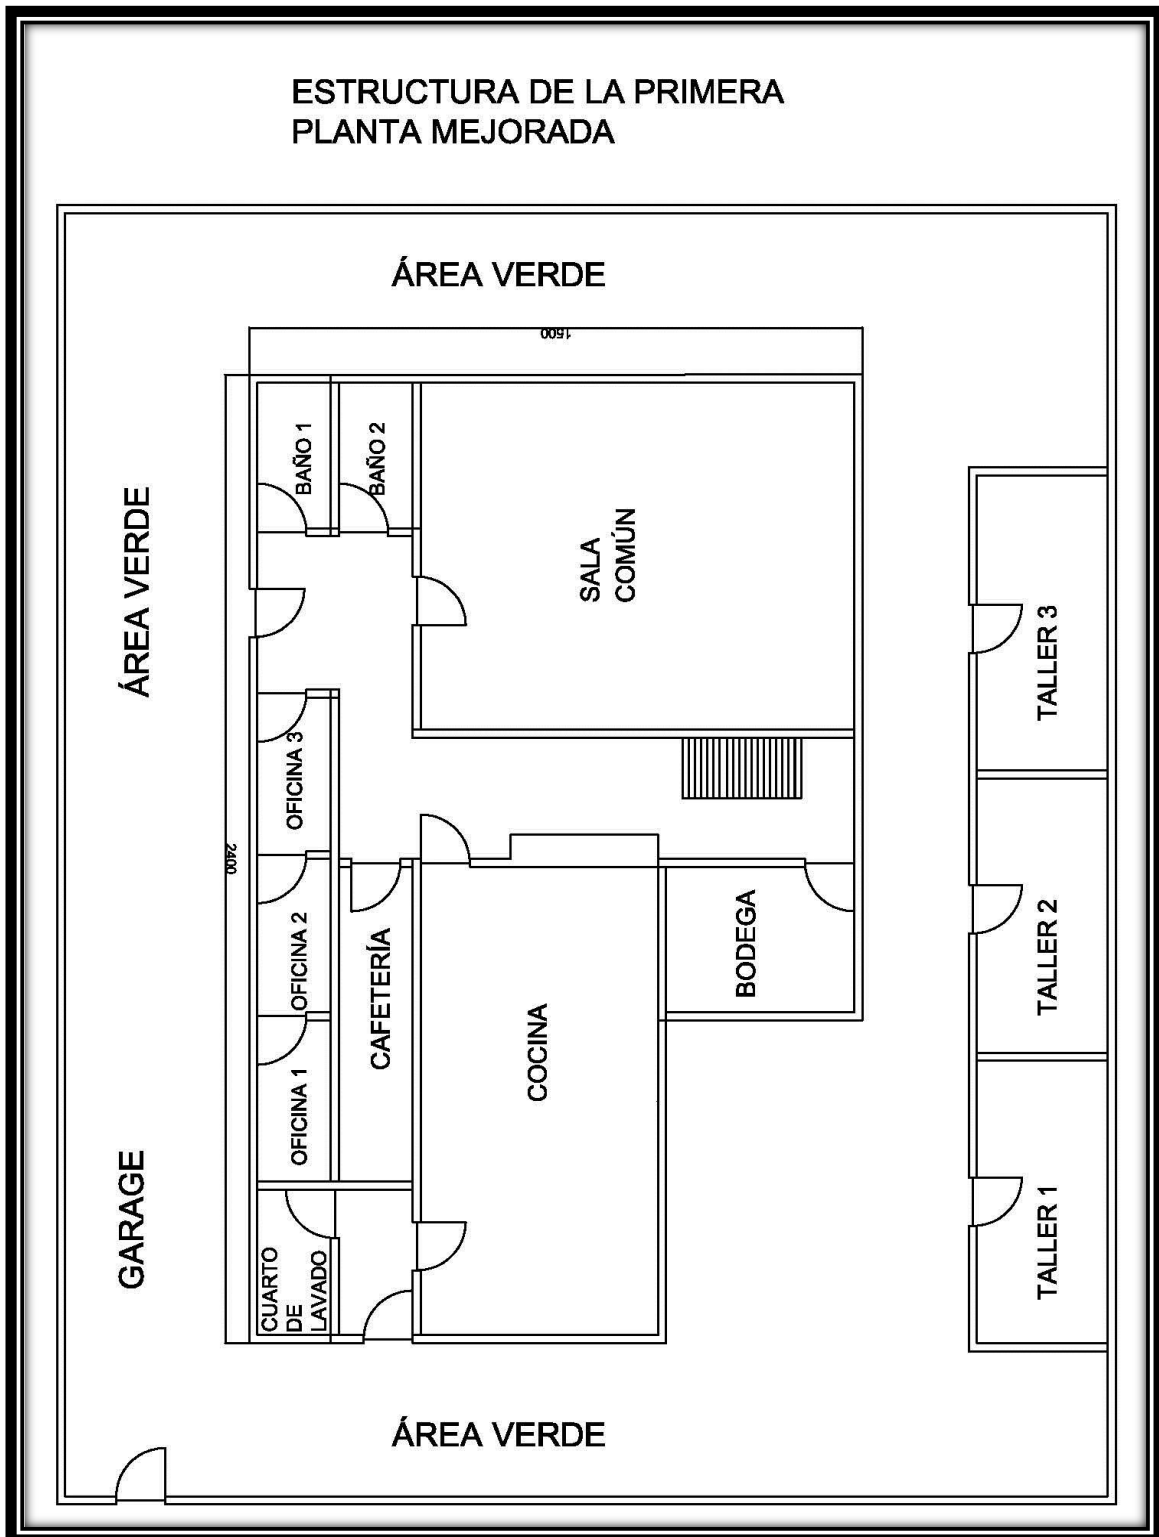 ESTRUCTURA DE LA PRIMERA
PLANTA MEJORADA
ÁREA VERDE
1500
BAÑO 1
BAÑO 2
ÁREA VERDE
SALA
COMÚN
TALLER 3
OFICINA 3
2400
OFICINA 2
CAFETERÍA
BODEGA
TALLER 2
COCINA
OFICINA 1
GARAGE
TALLER 1
CUARTO
DE
LAVADO
ÁREA VERDE